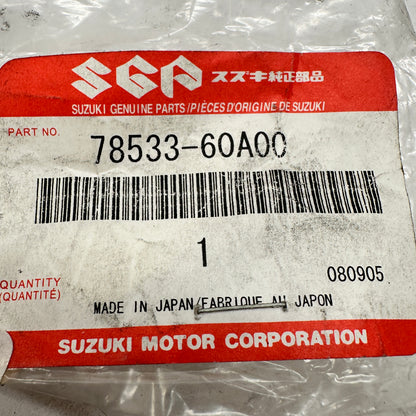 SGP スズキ純正部品
SUZUKI GENUINE PARTS/PIÈCES D'ORIGINE DE SUZUKI
PART NO. 78533-60A00
1
QUANTITY
(QUANTITÉ)
080905
MADE IN JAPAN/FABRIQUE AU JAPON
SUZUKI MOTOR CORPORATION